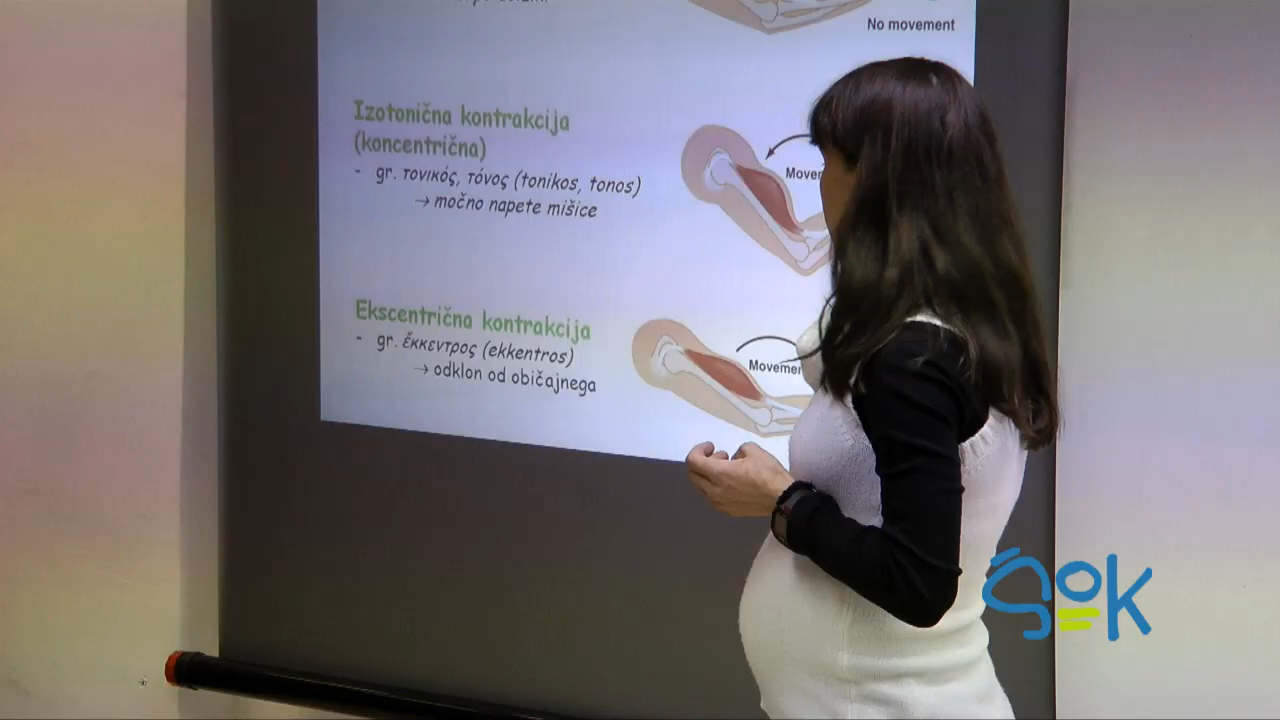 No movement
Izotonična kontrakcija
(koncentrična)
- gr. τονικός, τόνος (tonikos, tonos)
→ močno napete mišice
Ekscentrična kontrakcija
- gr. ἔκκεντρος (ekkentros)
→ odklon od običajnega
ŠOK